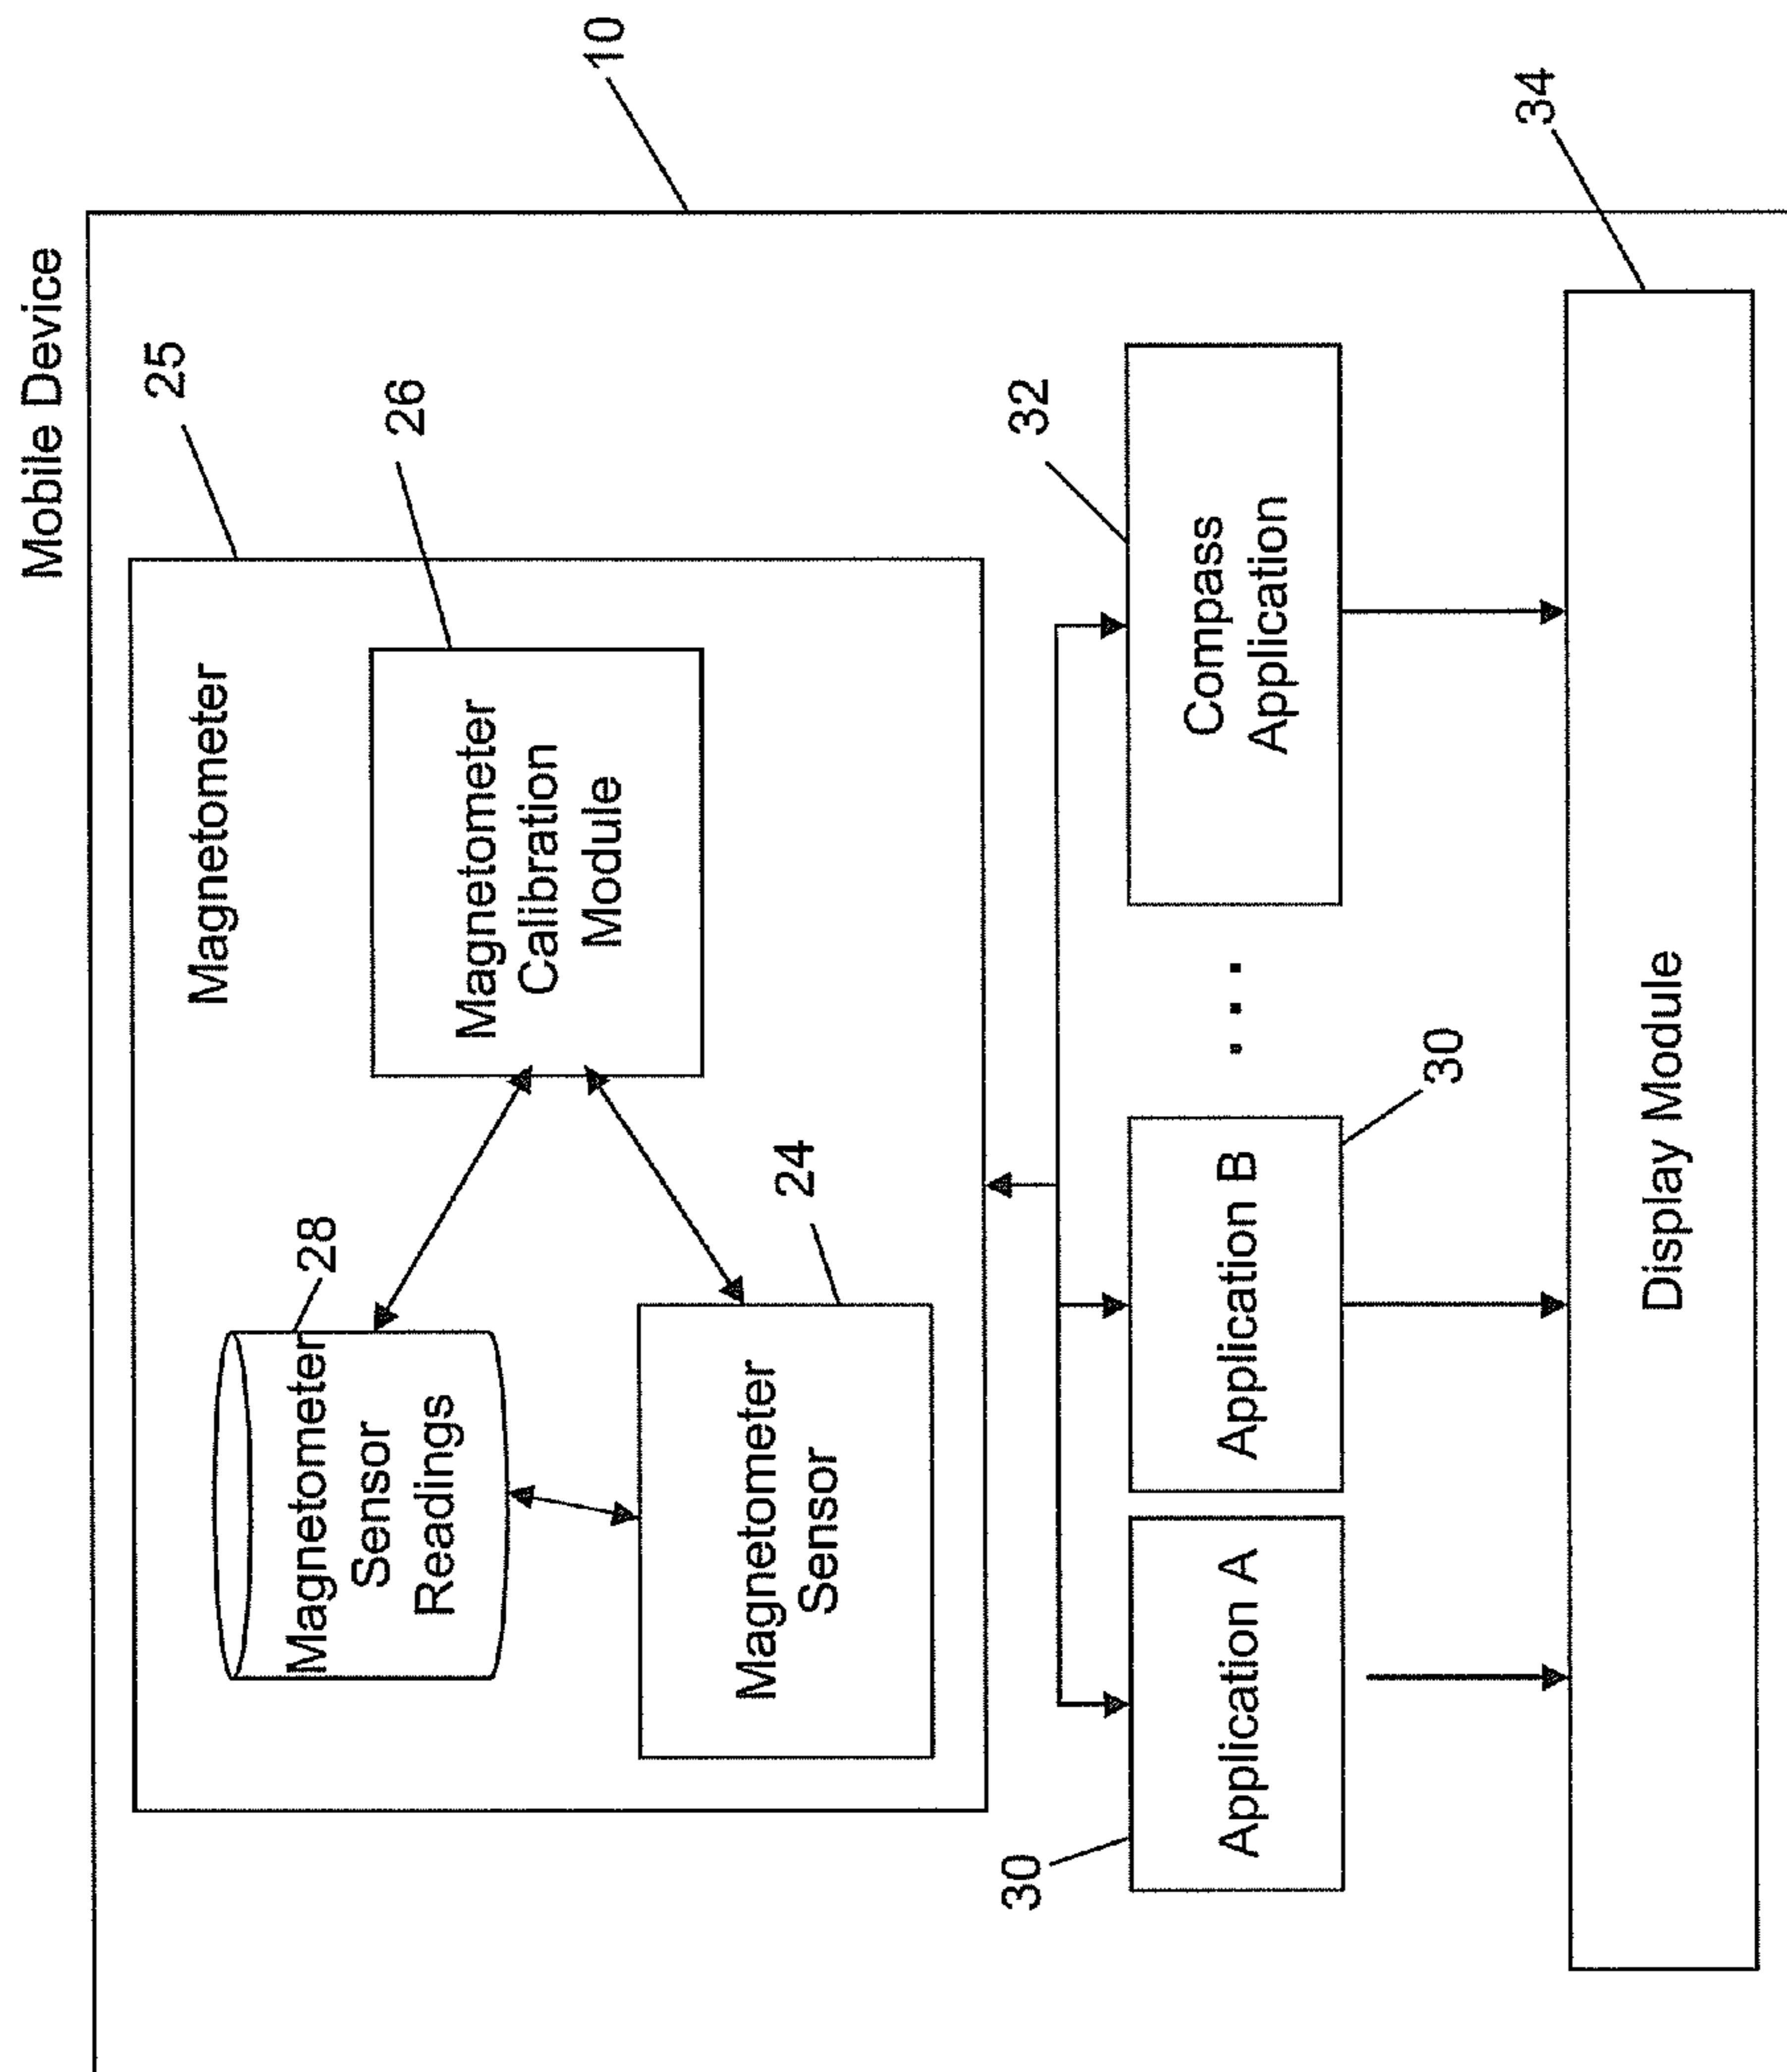 Mobile Device
10
25
Magnetometer
28
Magnetometer
Sensor
Readings
26
Magnetometer
Calibration
Module
24
Magnetometer
Sensor
30
Application A
Application B
30
. . .
32
Compass
Application
34
Display Module